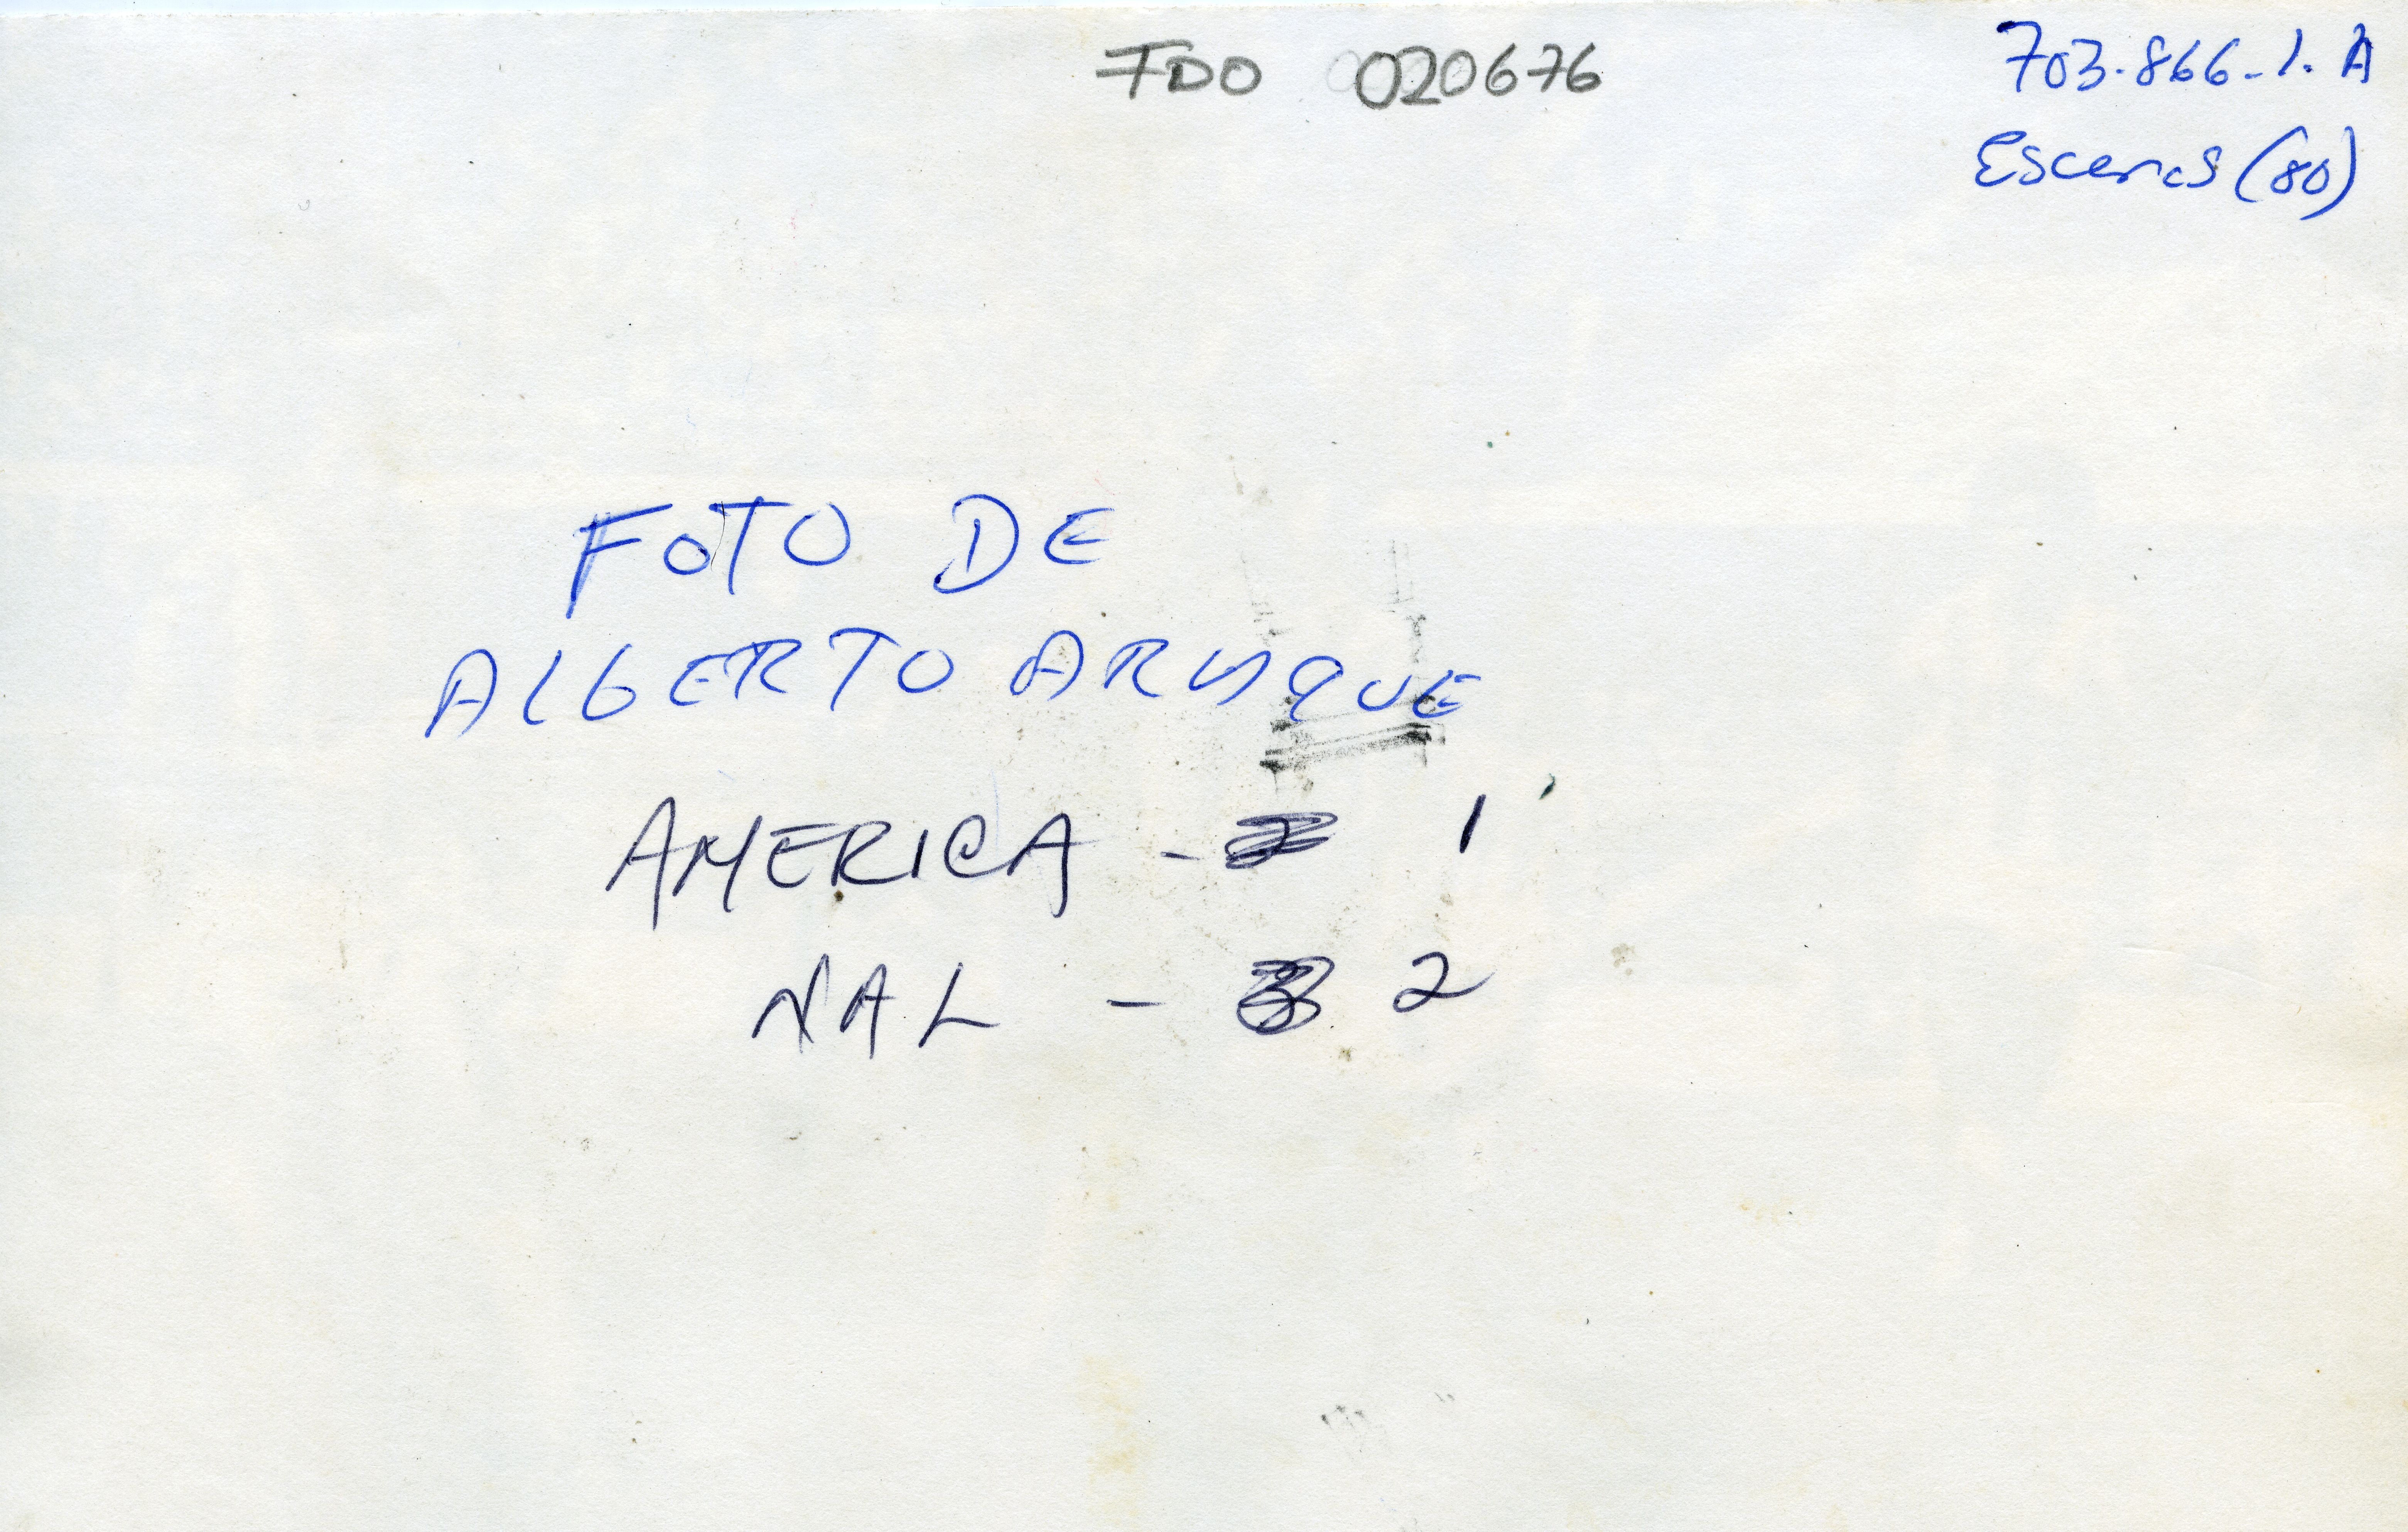 FDO 020676
703.866-1.A
Escenas (80)
FOTO DE
ALBERTO ARUQUE
AMERICA - 1
NAL - 2